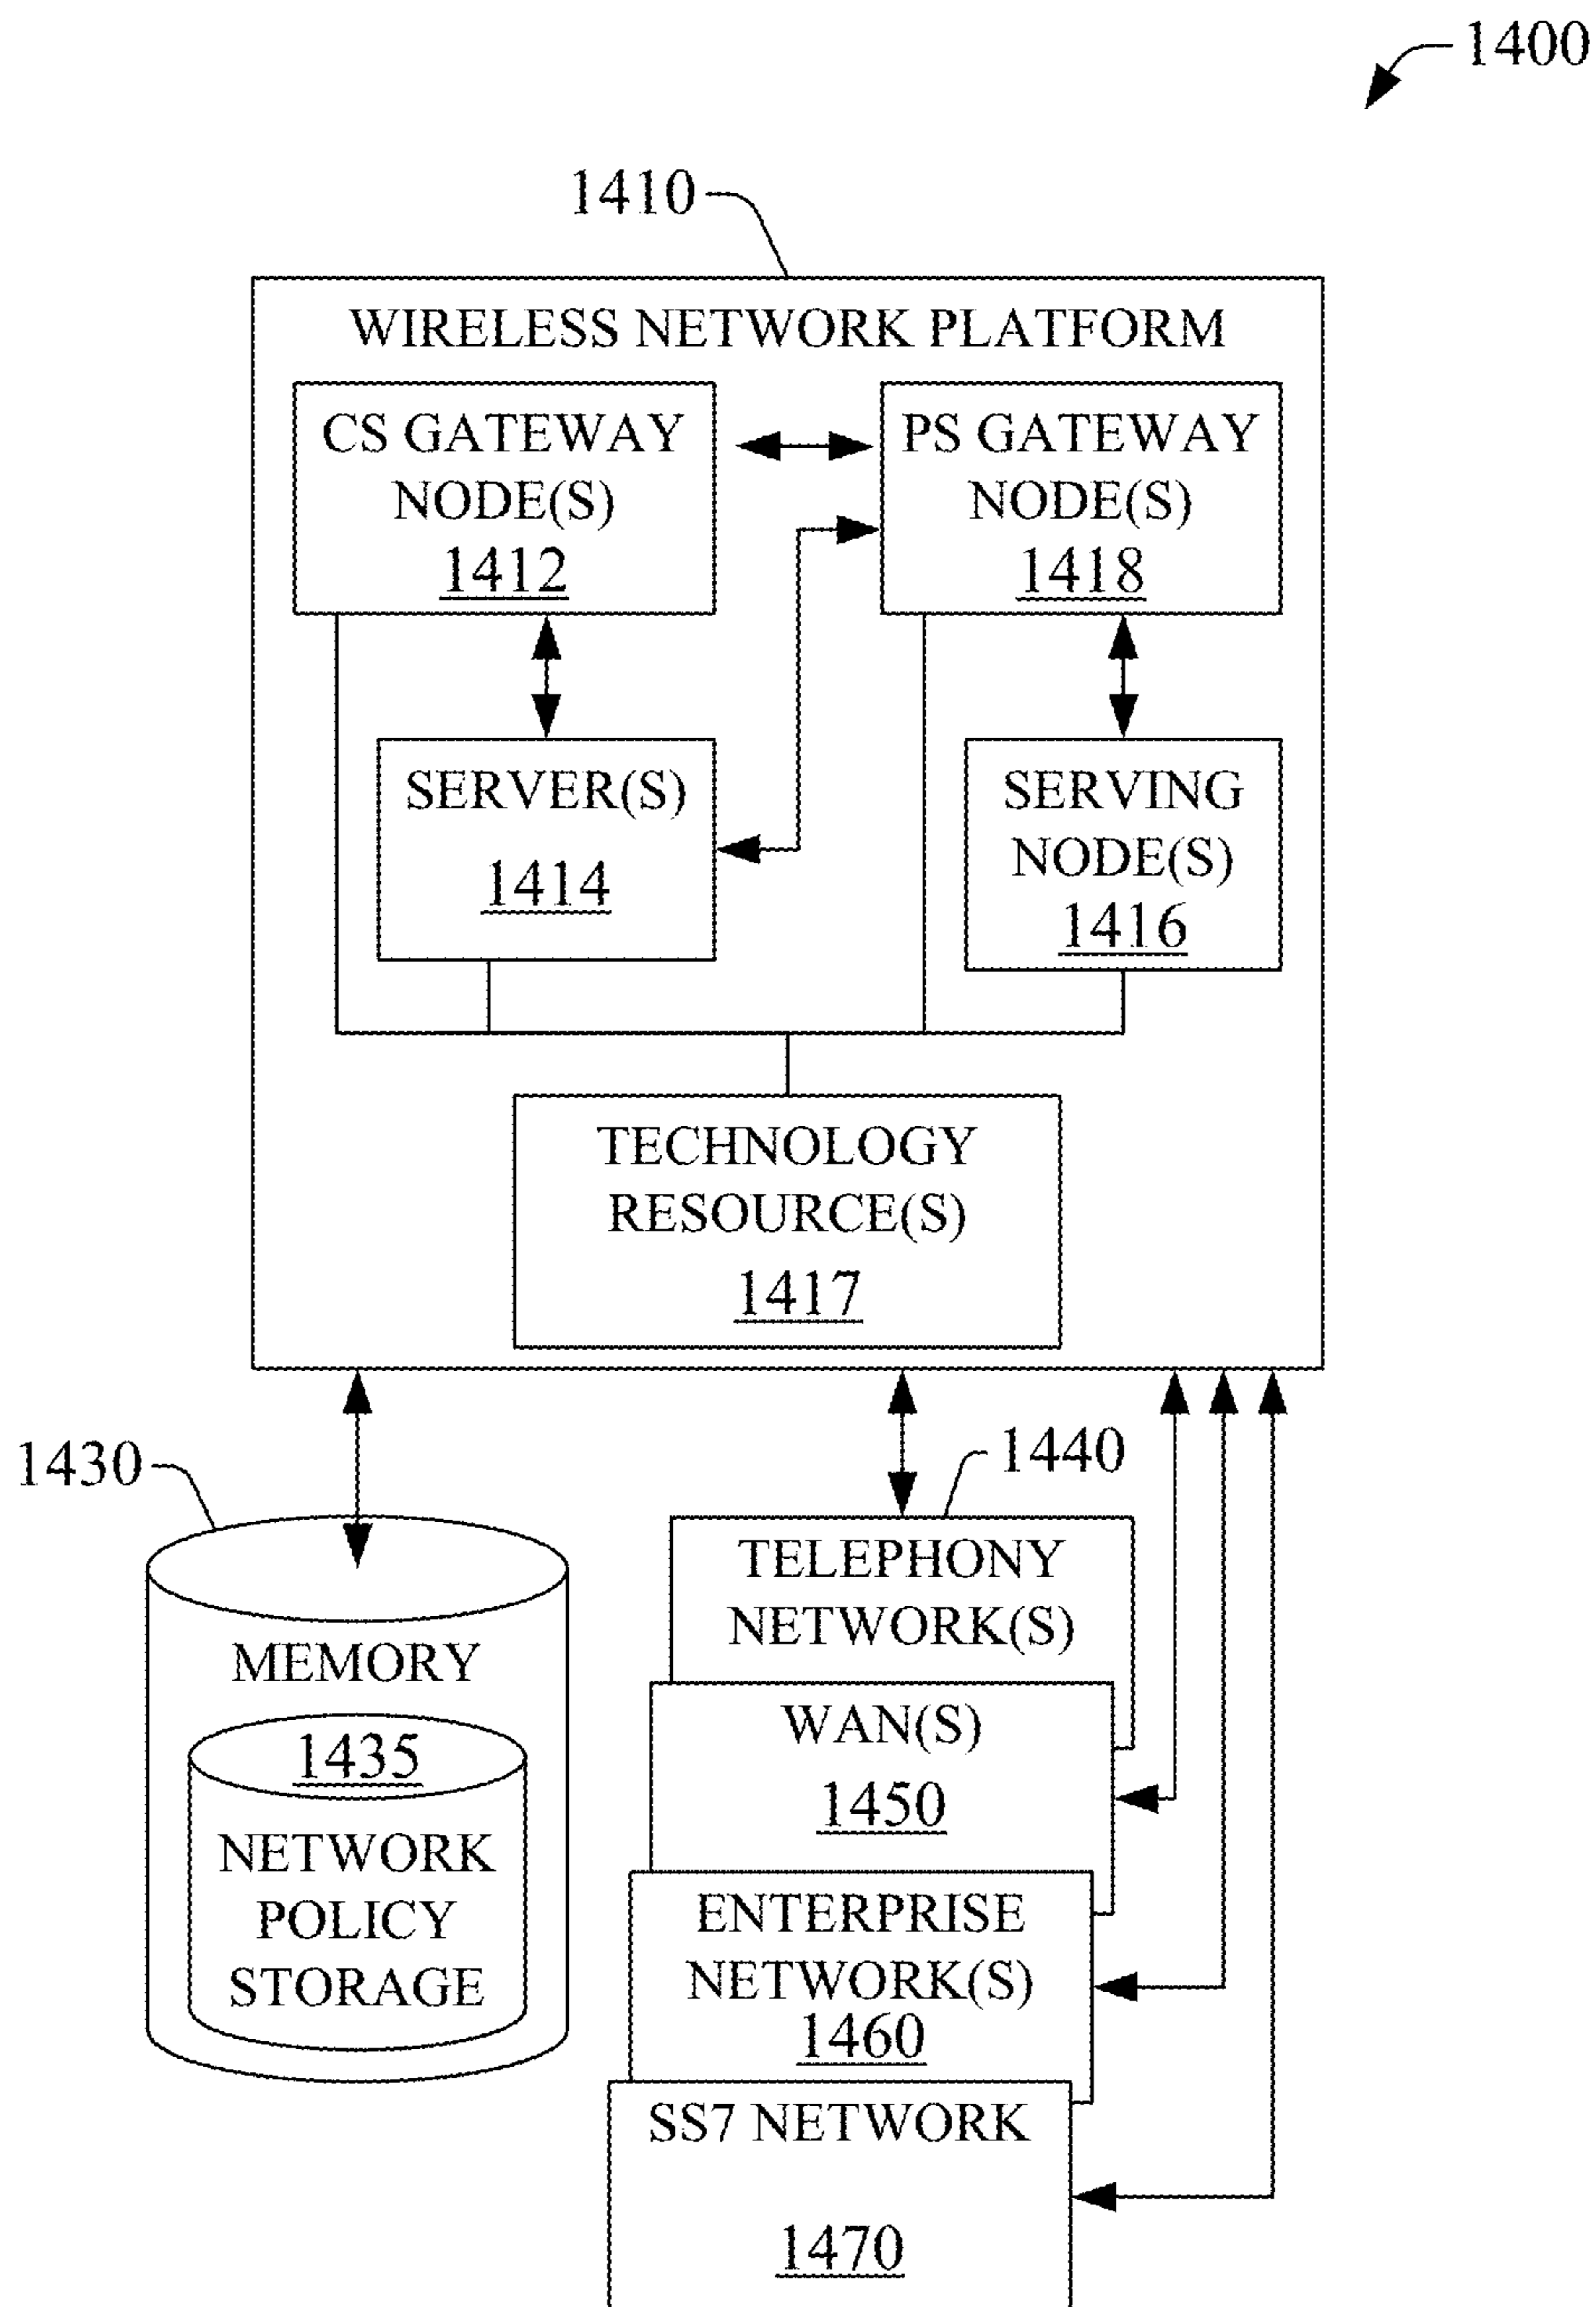 1400
1410
WIRELESS NETWORK PLATFORM
CS GATEWAY
NODE(S)
1412
PS GATEWAY
NODE(S)
1418
SERVER(S)
1414
SERVING
NODE(S)
1416
TECHNOLOGY
RESOURCE(S)
1417
1430
MEMORY
1435
NETWORK
POLICY
STORAGE
1440
TELEPHONY
NETWORK(S)
WAN(S)
1450
ENTERPRISE
NETWORK(S)
1460
SS7 NETWORK
1470